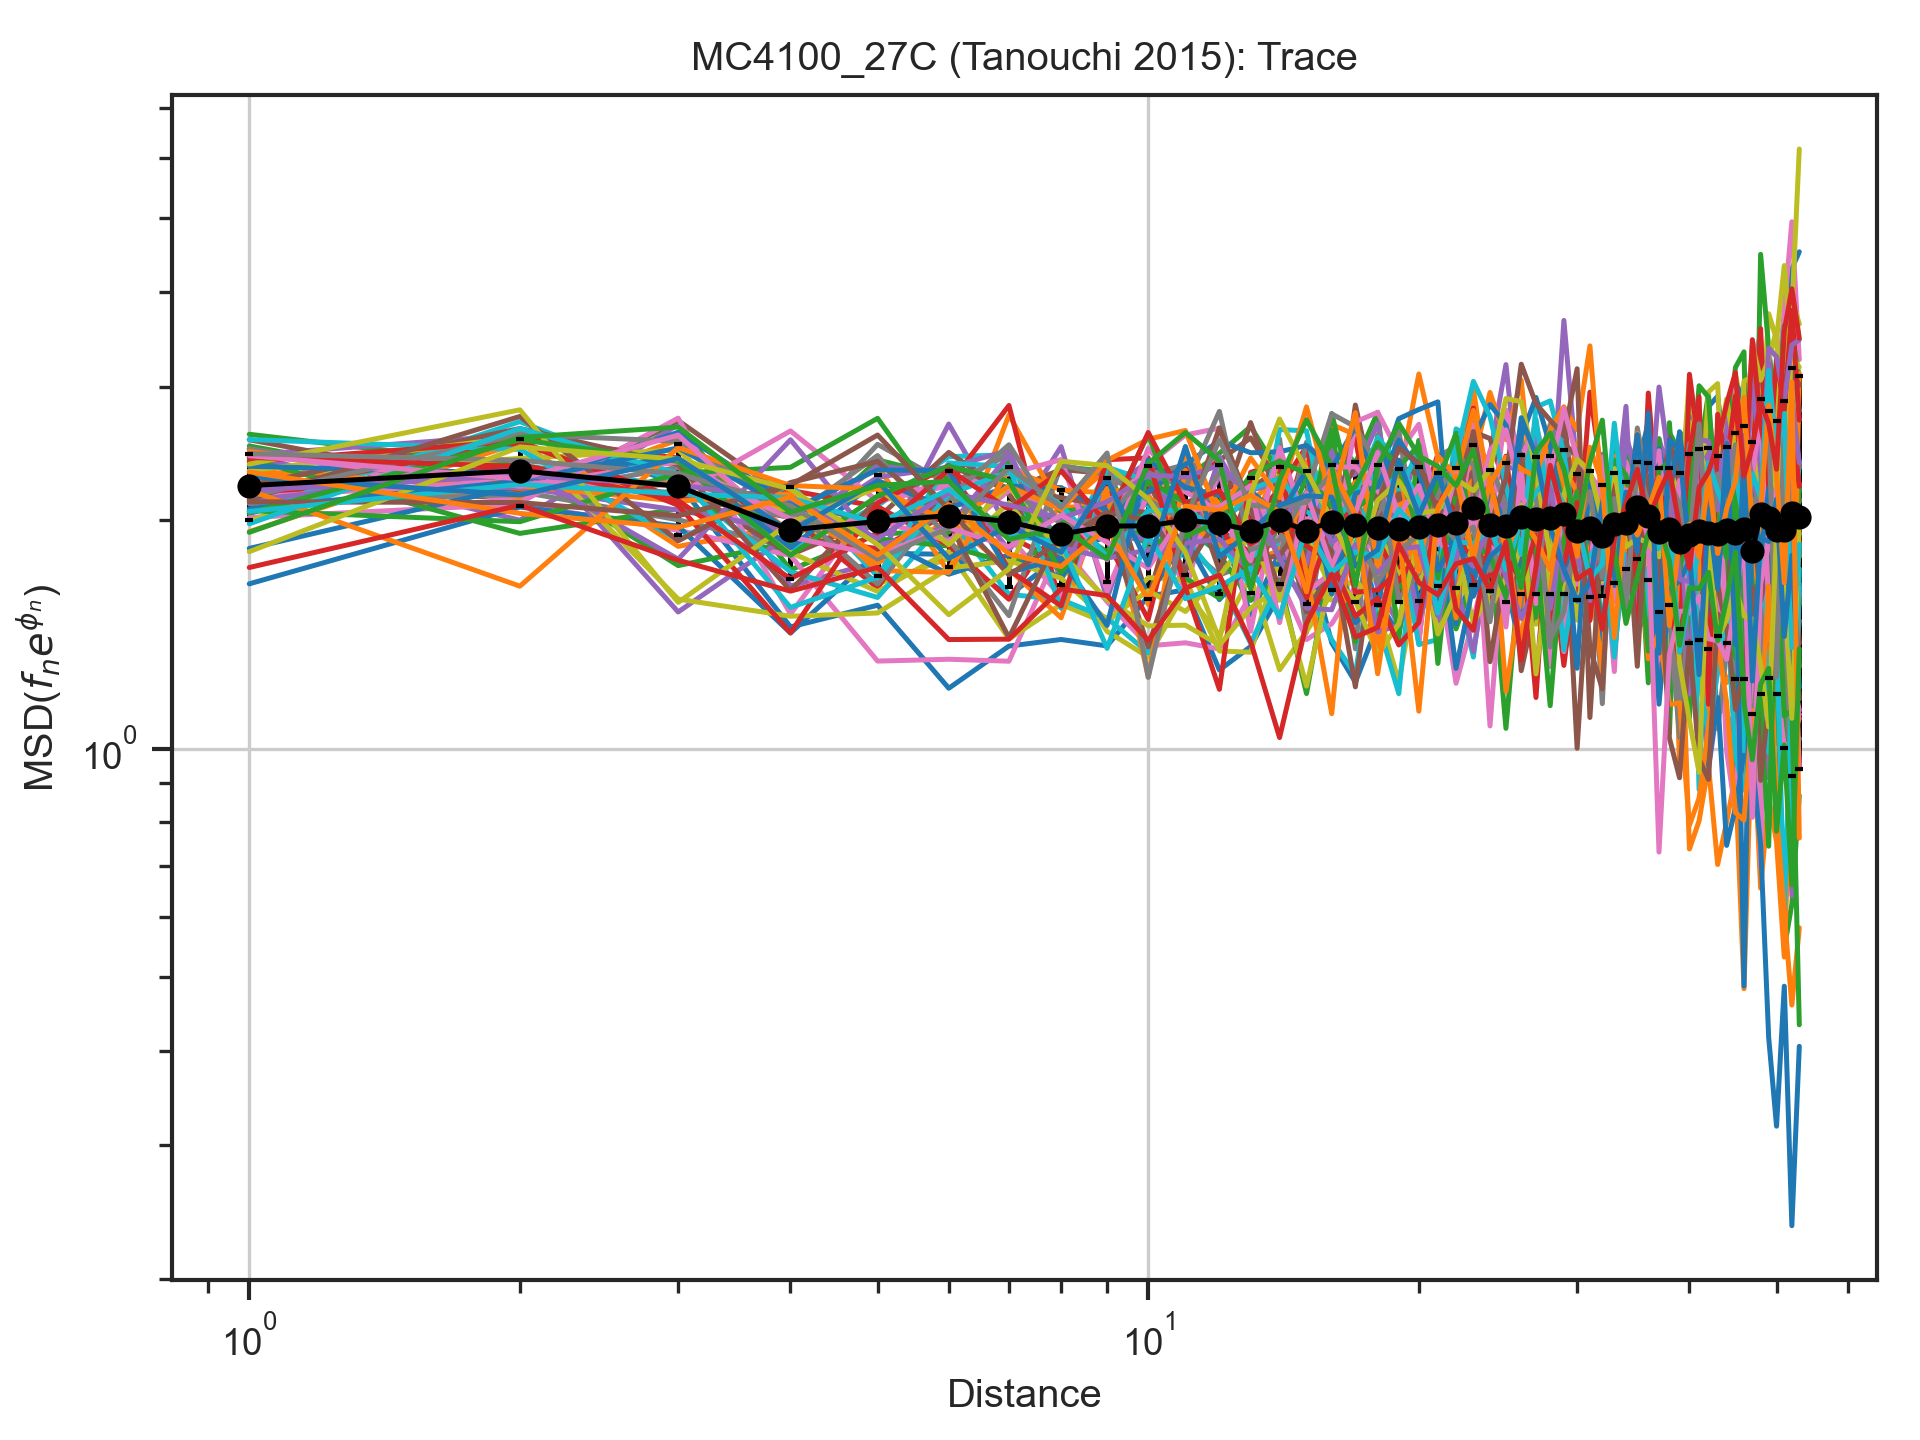 MC4100_27C (Tanouchi 2015): Trace
MSD(fₙe^ϕₙ)
10⁰
10⁰
10¹
Distance